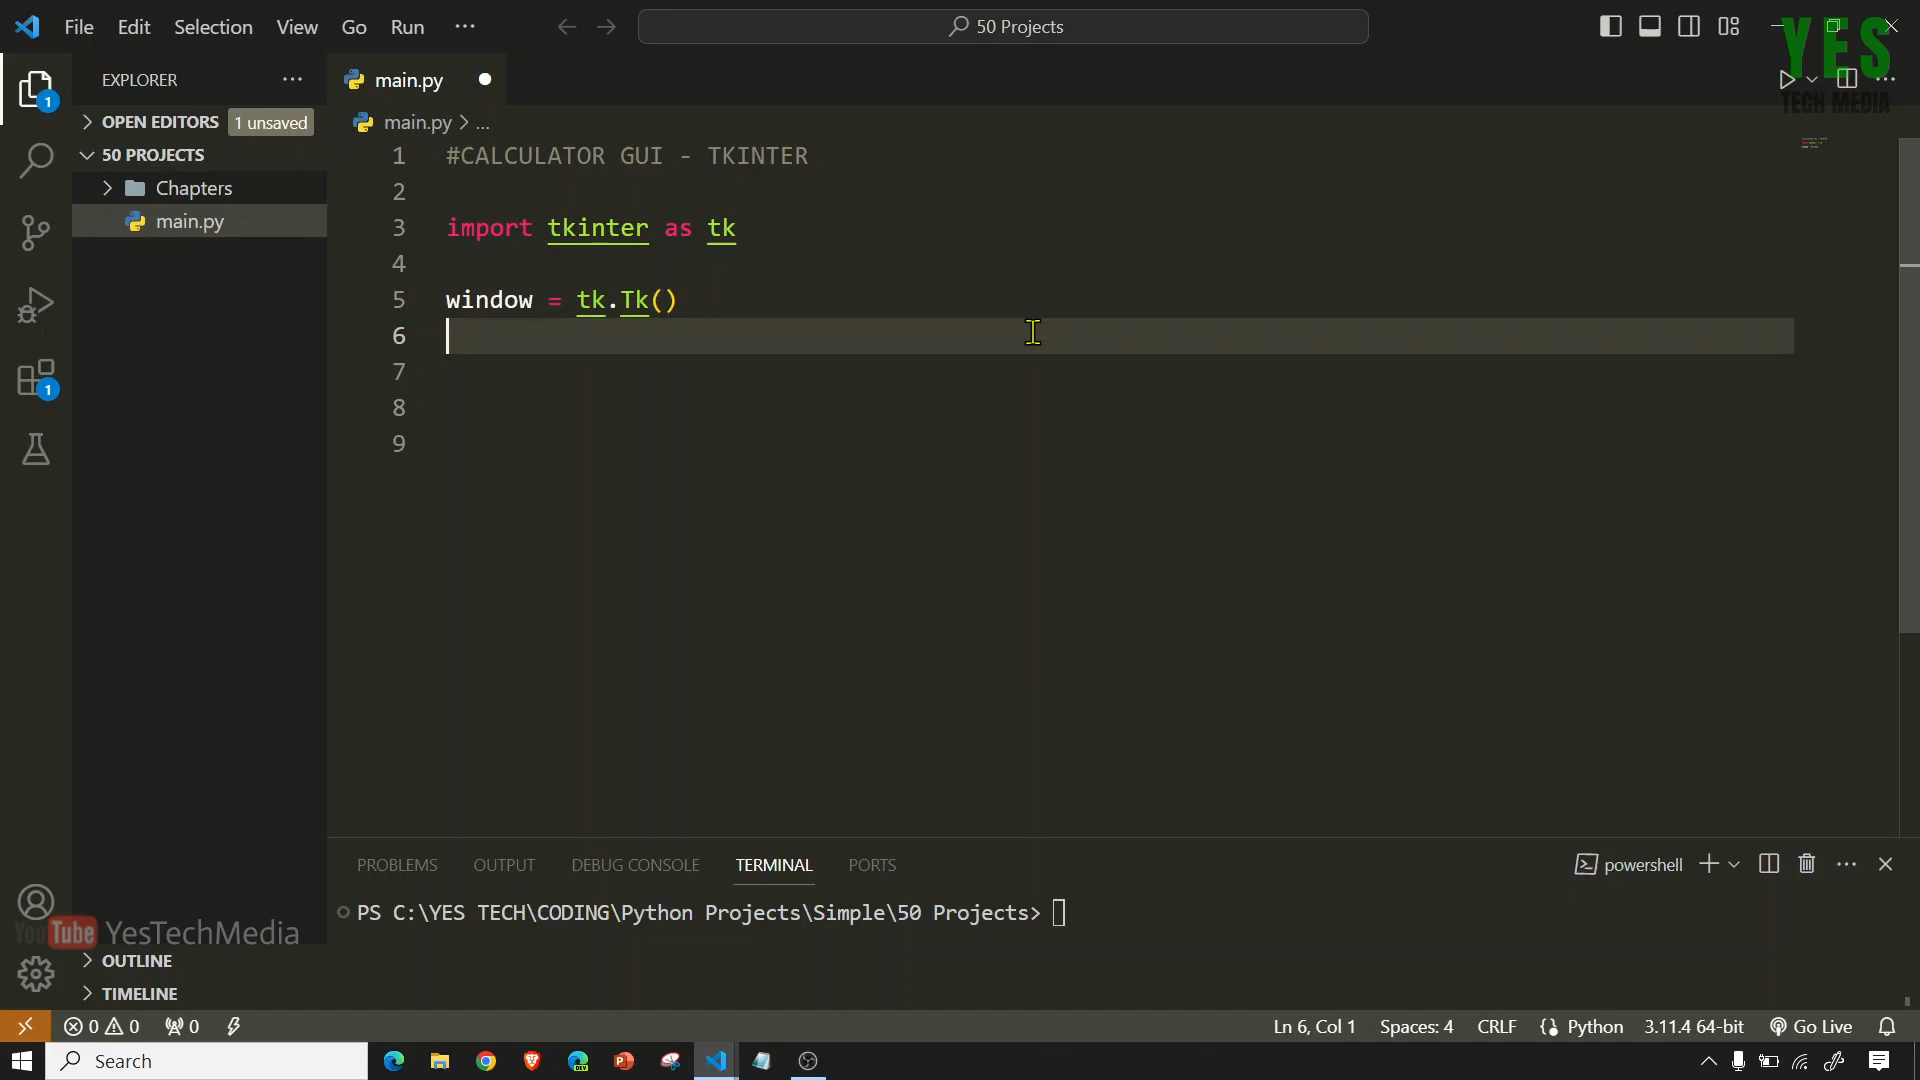 File Edit Selection View Go Run ...
50 Projects
YES
TECH MEDIA
EXPLORER ...
main.py
OPEN EDITORS 1 unsaved
main.py > ...
50 PROJECTS
Chapters
main.py
1 #CALCULATOR GUI - TKINTER
2
3 import tkinter as tk
4
5 window = tk.Tk()
6
7
8
9
PROBLEMS OUTPUT DEBUG CONSOLE TERMINAL PORTS
powershell
PS C:\YES TECH\CODING\Python Projects\Simple\50 Projects>
YouTube YesTechMedia
OUTLINE
TIMELINE
0 0 0
Ln 6, Col 1 Spaces: 4 CRLF Python 3.11.4 64-bit Go Live
Search